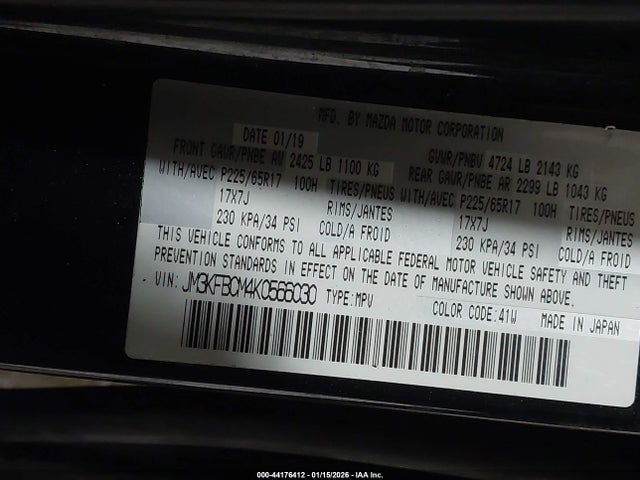 MFD. BY MAZDA MOTOR CORPORATION
DATE 01/19
FRONT GAWR/PNBE AV 2425 LB 1100 KG
GVWR/PNBV 4724 LB 2143 KG
WITH/AVEC P225/65R17 100H TIRES/PNEUS
REAR GAWR/PNBE AR 2299 LB 1043 KG
WITH/AVEC P225/65R17 100H TIRES/PNEUS
17X7J RIMS/JANTES
17X7J RIMS/JANTES
230 KPA/34 PSI COLD/A FROID
230 KPA/34 PSI COLD/A FROID
THIS VEHICLE CONFORMS TO ALL APPLICABLE FEDERAL MOTOR VEHICLE SAFETY AND THEFT
PREVENTION STANDARDS IN EFFECT ON THE DATE OF MANUFACTURE SHOWN ABOVE.
VIN: JM3KFBCM4K0566030 TYPE:MPV
COLOR CODE:41W MADE IN JAPAN
000-44176412 - 01/15/2026 - IAA Inc.